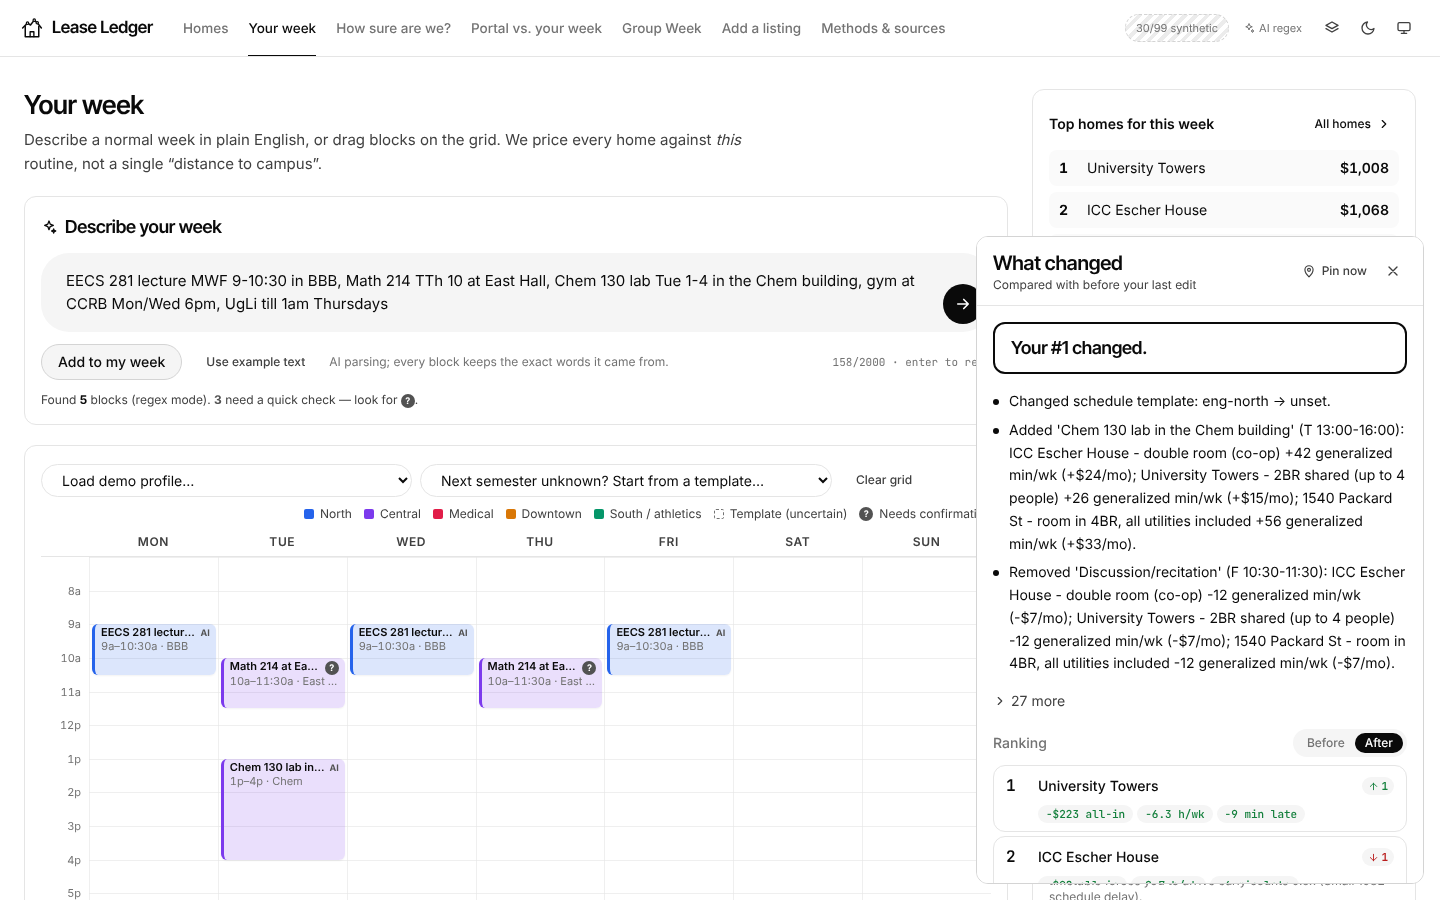 Lease Ledger
Homes
Your week
How sure are we?
Portal vs. your week
Group Week
Add a listing
Methods & sources
30/99 synthetic
AI regex
Your week
Describe a normal week in plain English, or drag blocks on the grid. We price every home against this
routine, not a single “distance to campus”.
Describe your week
EECS 281 lecture MWF 9-10:30 in BBB, Math 214 TTh 10 at East Hall, Chem 130 lab Tue 1-4 in the Chem building, gym at
CCRB Mon/Wed 6pm, UgLi till 1am Thursdays
Add to my week
Use example text
AI parsing; every block keeps the exact words it came from.
158/2000 · enter to re
Found 5 blocks (regex mode). 3 need a quick check — look for ?.
Load demo profile...
Next semester unknown? Start from a template...
Clear grid
North
Central
Medical
Downtown
South / athletics
Template (uncertain)
? Needs confirmati
MON TUE WED THU FRI SAT SUN
8a
9a
10a
11a
12p
1p
2p
3p
4p
5p
EECS 281 lectur... AI
9a–10:30a · BBB
Math 214 at Ea... ?
10a–11:30a · East ...
Chem 130 lab in... AI
1p–4p · Chem
EECS 281 lectur... AI
9a–10:30a · BBB
Math 214 at Ea... ?
10a–11:30a · East ...
EECS 281 lectur... AI
9a–10:30a · BBB
Top homes for this week
All homes
1 University Towers $1,008
2 ICC Escher House $1,068
What changed
Compared with before your last edit
Pin now
Your #1 changed.
Changed schedule template: eng-north → unset.
Added 'Chem 130 lab in the Chem building' (T 13:00-16:00):
ICC Escher House - double room (co-op) +42 generalized
min/wk (+$24/mo); University Towers - 2BR shared (up to 4
people) +26 generalized min/wk (+$15/mo); 1540 Packard
St - room in 4BR, all utilities included +56 generalized
min/wk (+$33/mo).
Removed 'Discussion/recitation' (F 10:30-11:30): ICC Escher
House - double room (co-op) -12 generalized min/wk
(-$7/mo); University Towers - 2BR shared (up to 4 people)
-12 generalized min/wk (-$7/mo); 1540 Packard St - room in
4BR, all utilities included -12 generalized min/wk (-$7/mo).
27 more
Ranking
Before
After
1 University Towers ↑ 1
-$223 all-in
-6.3 h/wk
-9 min late
2 ICC Escher House ↓ 1
schedule delay).